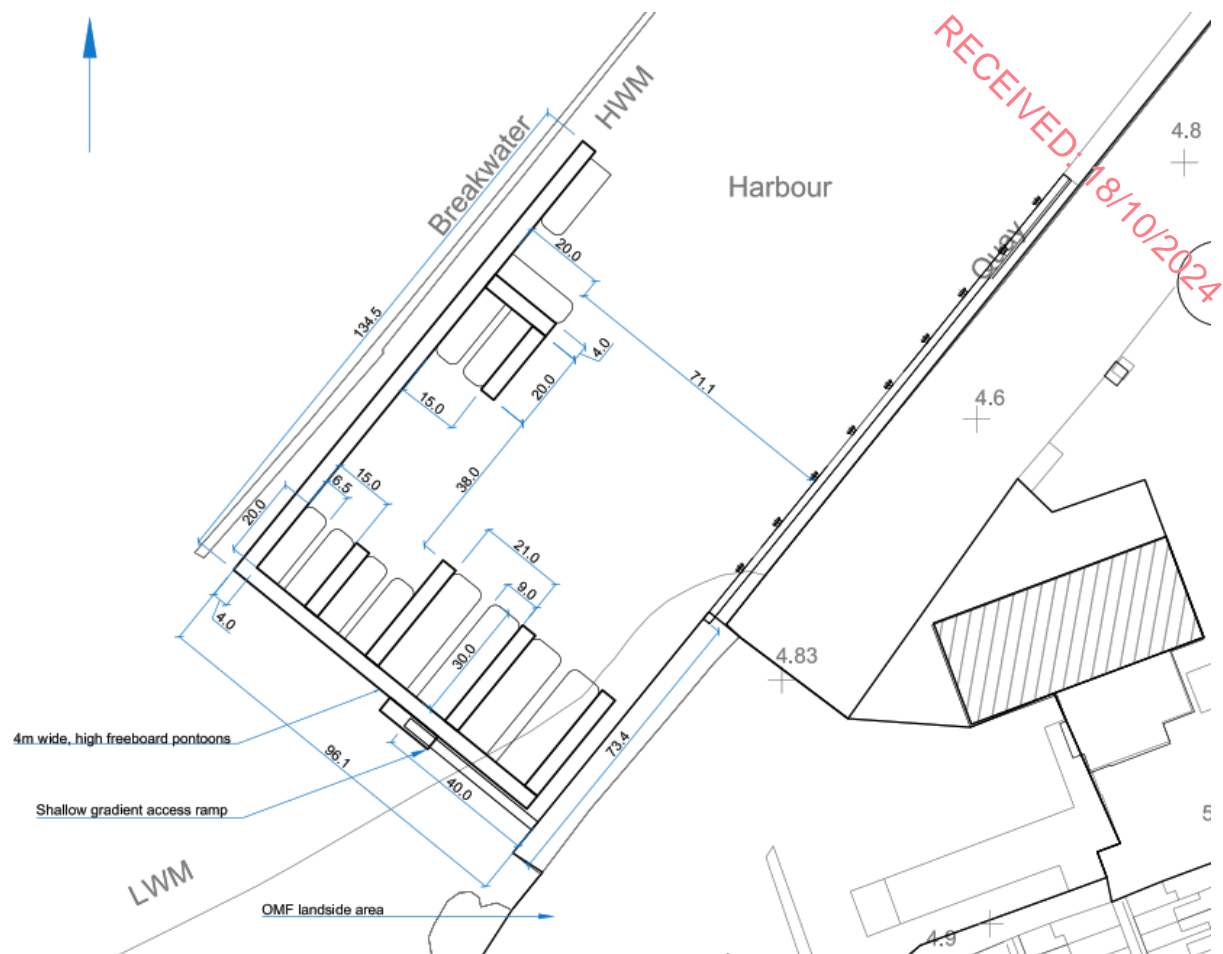 RECEIVED: 18/10/2024
HWM
Breakwater
Harbour
4.8
Quay
20.0
134.5
71.1
4.0
20.0
15.0
4.6
38.0
15.0
6.5
20.0
21.0
9.0
4.0
30.0
4.83
73.4
4m wide, high freeboard pontoons
96.1
40.0
Shallow gradient access ramp
5
LWM
OMF landside area
4.9